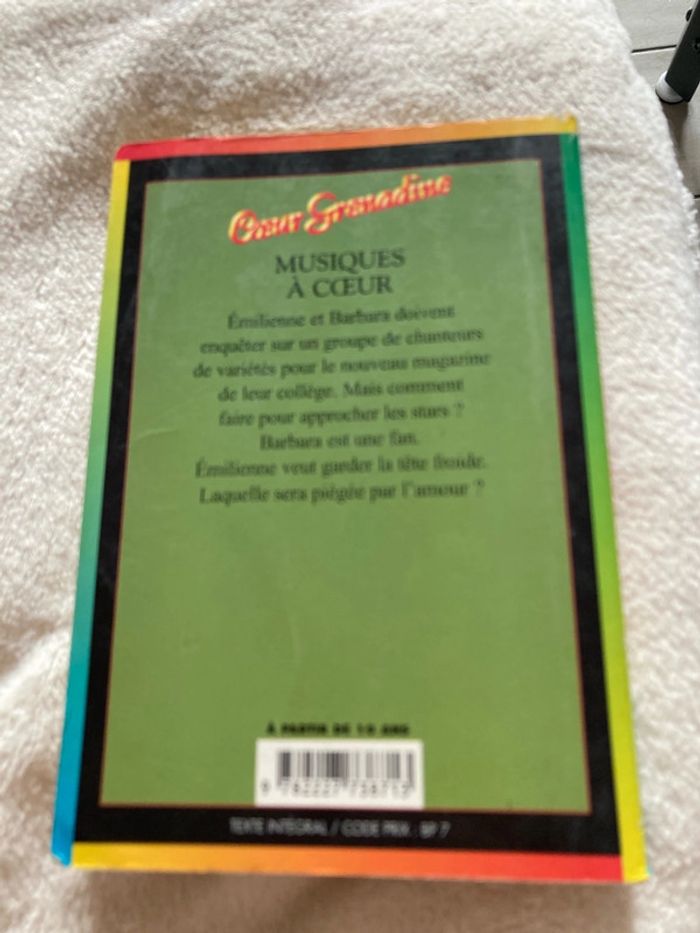 Cœur Grenadine
MUSIQUES
À CŒUR
Émilienne et Barbara doivent
enquêter sur un groupe de chanteurs
de variétés pour le nouveau magazine
de leur collège. Mais comment
faire pour approcher les stars ?
Barbara est une fan.
Émilienne veut garder la tête froide.
Laquelle sera piégée par l'amour ?
À PARTIR DE 10 ANS
TEXTE INTÉGRAL / CODE PRIX : BP 7